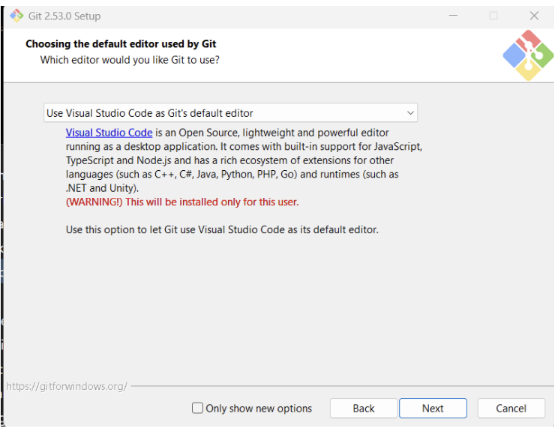 Git 2.53.0 Setup
Choosing the default editor used by Git
Which editor would you like Git to use?
Use Visual Studio Code as Git's default editor
Visual Studio Code is an Open Source, lightweight and powerful editor
running as a desktop application. It comes with built-in support for JavaScript,
TypeScript and Node.js and has a rich ecosystem of extensions for other
languages (such as C++, C#, Java, Python, PHP, Go) and runtimes (such as
.NET and Unity).
(WARNING!) This will be installed only for this user.
Use this option to let Git use Visual Studio Code as its default editor.
https://gitforwindows.org/
Only show new options Back Next Cancel